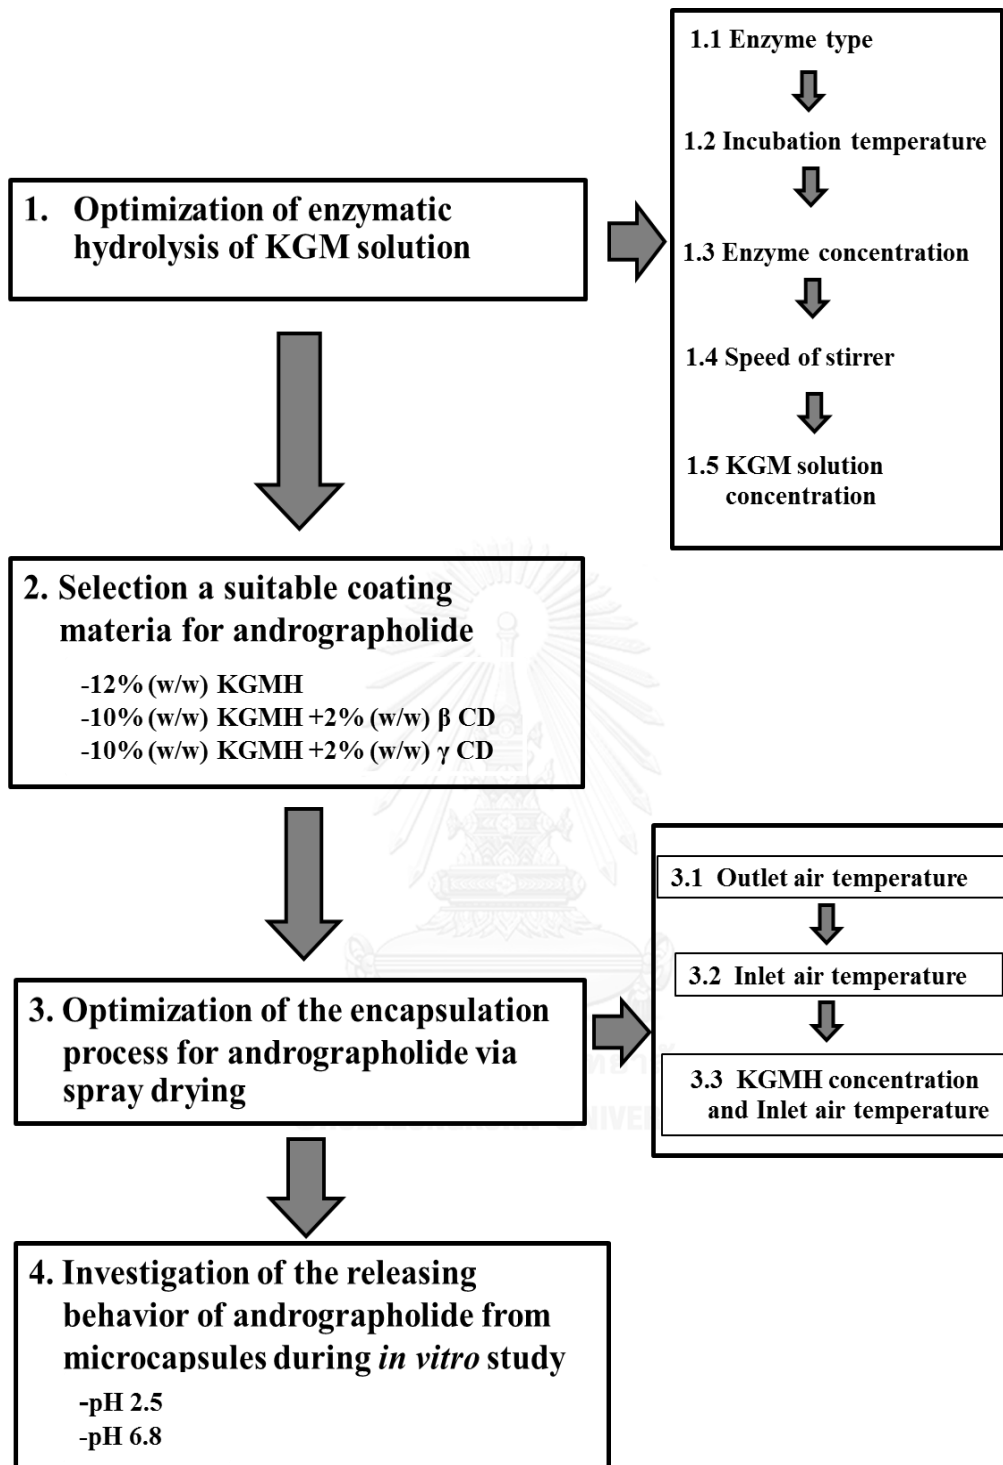 1. Optimization of enzymatic
hydrolysis of KGM solution
1.1 Enzyme type
1.2 Incubation temperature
1.3 Enzyme concentration
1.4 Speed of stirrer
1.5 KGM solution
concentration
2. Selection a suitable coating
materia for andrographolide
-12% (w/w) KGMH
-10% (w/w) KGMH +2% (w/w) β CD
-10% (w/w) KGMH +2% (w/w) γ CD
3. Optimization of the encapsulation
process for andrographolide via
spray drying
3.1 Outlet air temperature
3.2 Inlet air temperature
3.3 KGMH concentration
and Inlet air temperature
4. Investigation of the releasing
behavior of andrographolide from
microcapsules during in vitro study
-pH 2.5
-pH 6.8